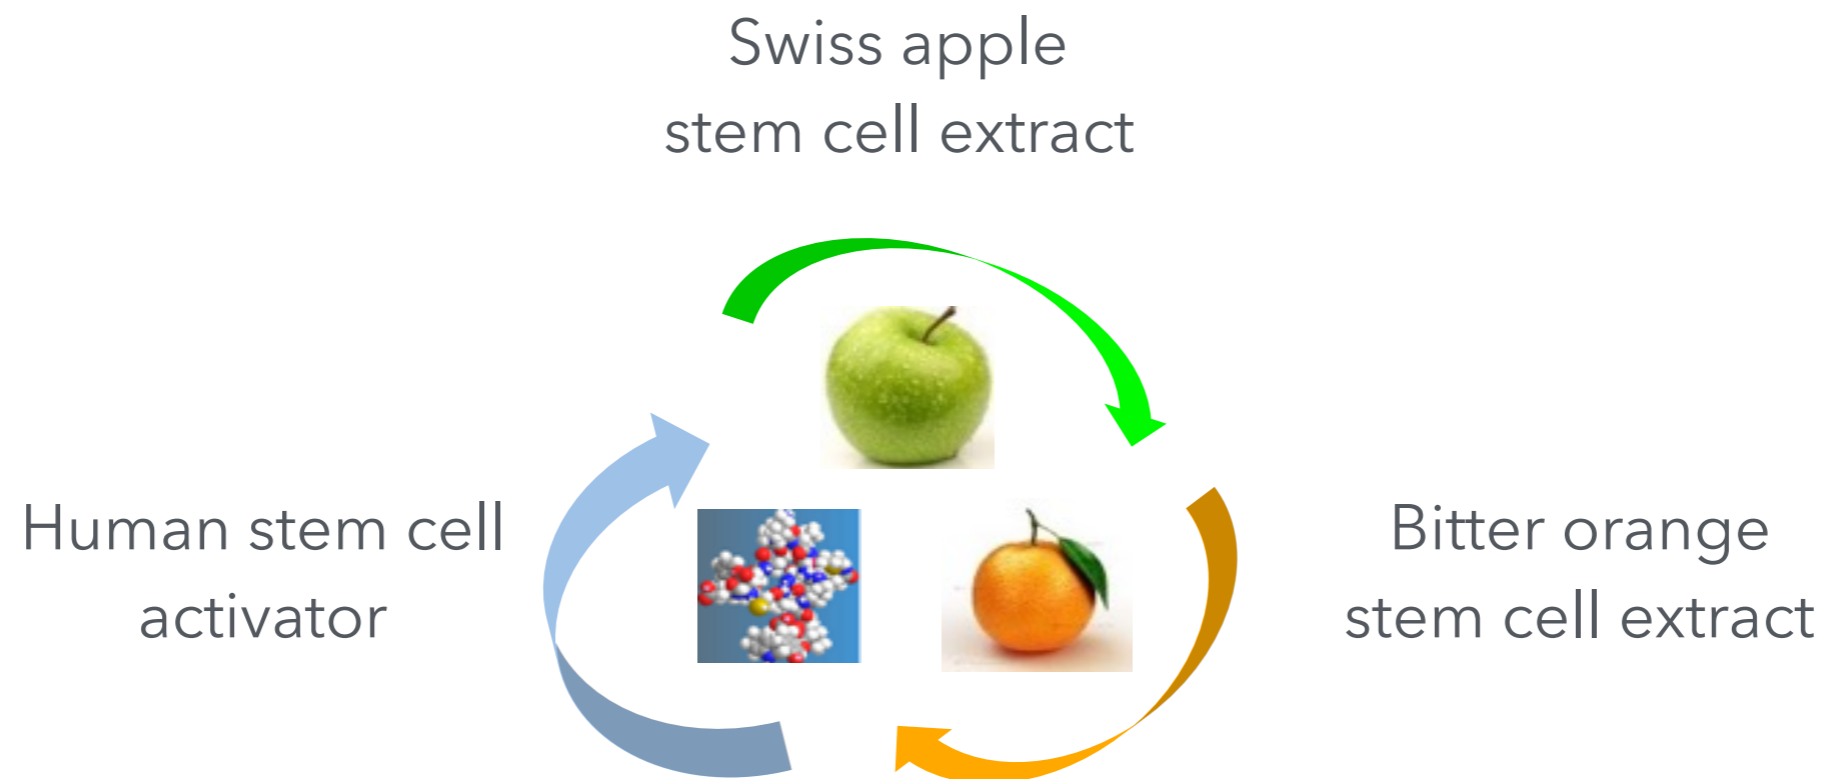 Swiss apple
stem cell extract
Human stem cell
activator
Bitter orange
stem cell extract